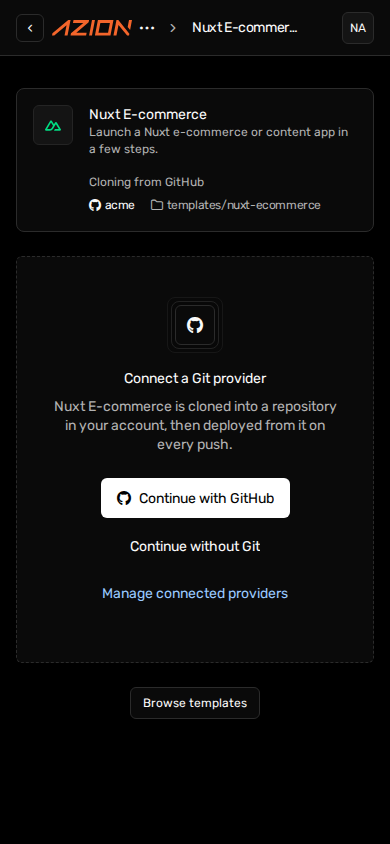 AZION
Nuxt E-commer...
NA
Nuxt E-commerce
Launch a Nuxt e-commerce or content app in
a few steps.
Cloning from GitHub
acme
templates/nuxt-ecommerce
Connect a Git provider
Nuxt E-commerce is cloned into a repository
in your account, then deployed from it on
every push.
Continue with GitHub
Continue without Git
Manage connected providers
Browse templates